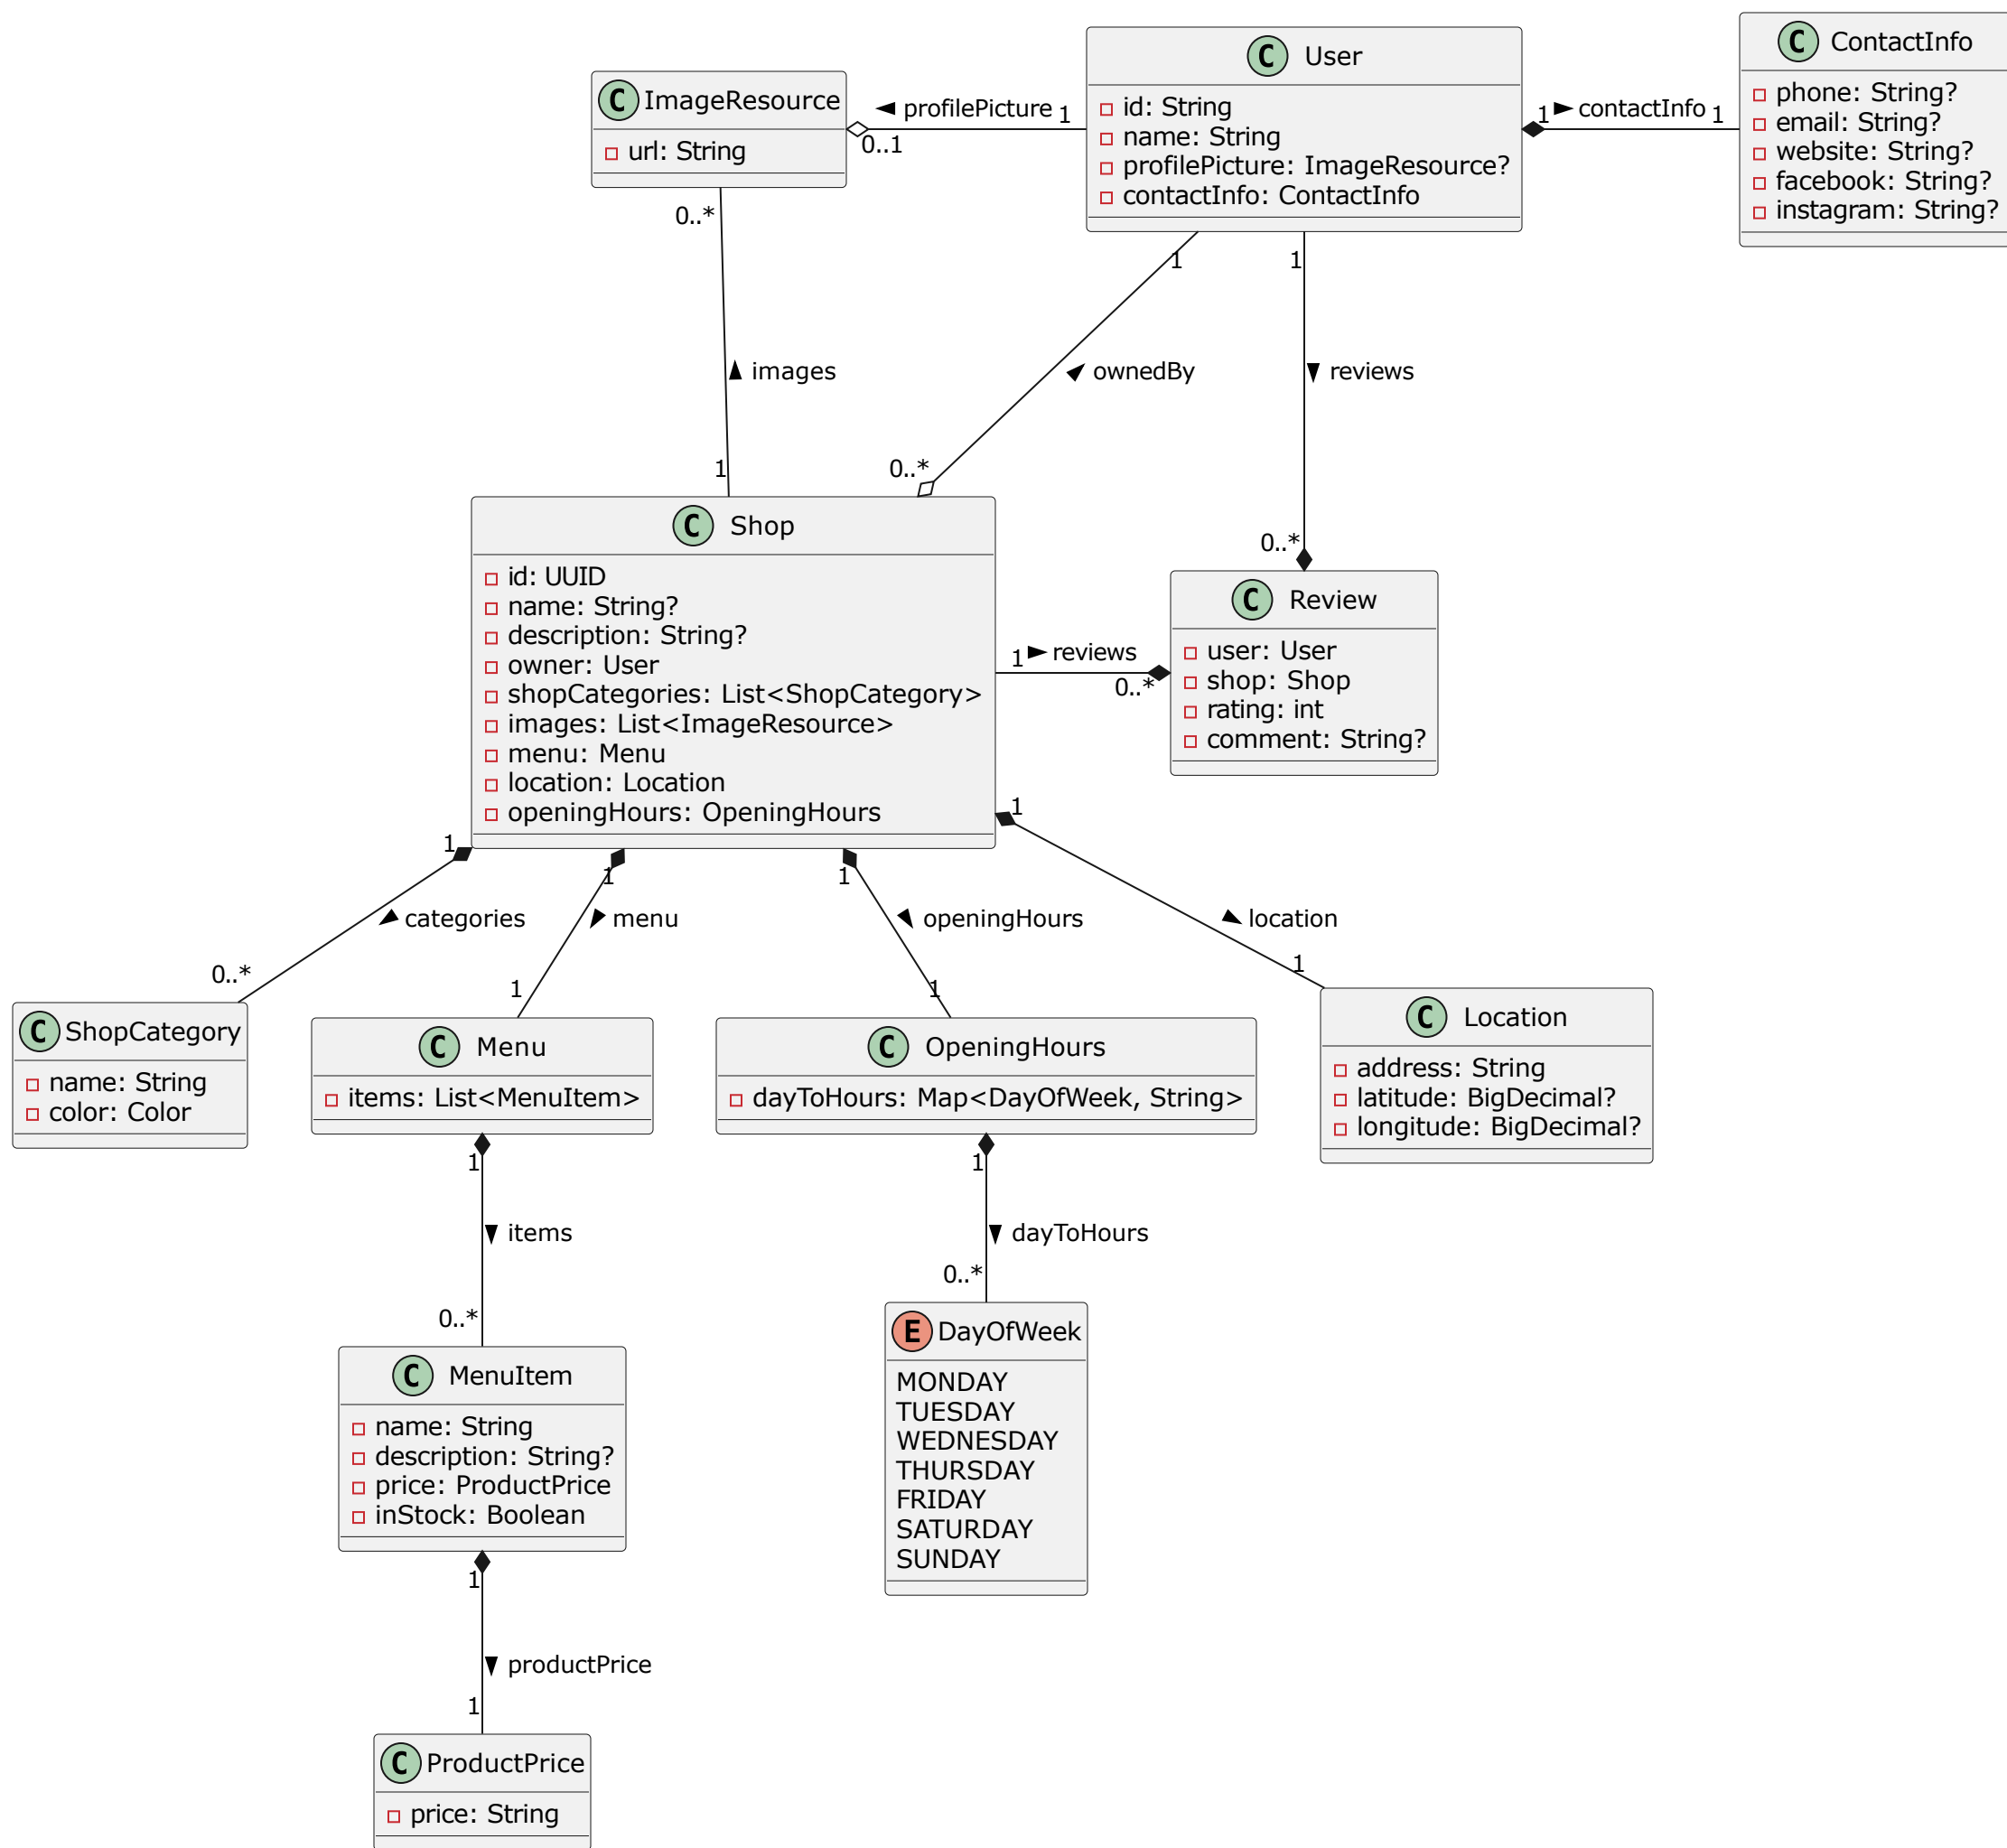 C User
id: String
name: String
profilePicture: ImageResource?
contactInfo: ContactInfo
C ContactInfo
phone: String?
email: String?
website: String?
facebook: String?
instagram: String?
C ImageResource
url: String
profilePicture 1
0..1
1 contactInfo 1
0..*
images
1
1
ownedBy
0..*
1
reviews
0..*
C Shop
id: UUID
name: String?
description: String?
owner: User
shopCategories: List<ShopCategory>
images: List<ImageResource>
menu: Menu
location: Location
openingHours: OpeningHours
1 reviews
0..*
C Review
user: User
shop: Shop
rating: int
comment: String?
1
categories
0..*
1
menu
1
1
openingHours
1
1
location
1
C ShopCategory
name: String
color: Color
C Menu
items: List<MenuItem>
C OpeningHours
dayToHours: Map<DayOfWeek, String>
C Location
address: String
latitude: BigDecimal?
longitude: BigDecimal?
1
items
0..*
1
dayToHours
0..*
C MenuItem
name: String
description: String?
price: ProductPrice
inStock: Boolean
E DayOfWeek
MONDAY
TUESDAY
WEDNESDAY
THURSDAY
FRIDAY
SATURDAY
SUNDAY
1
productPrice
1
C ProductPrice
price: String